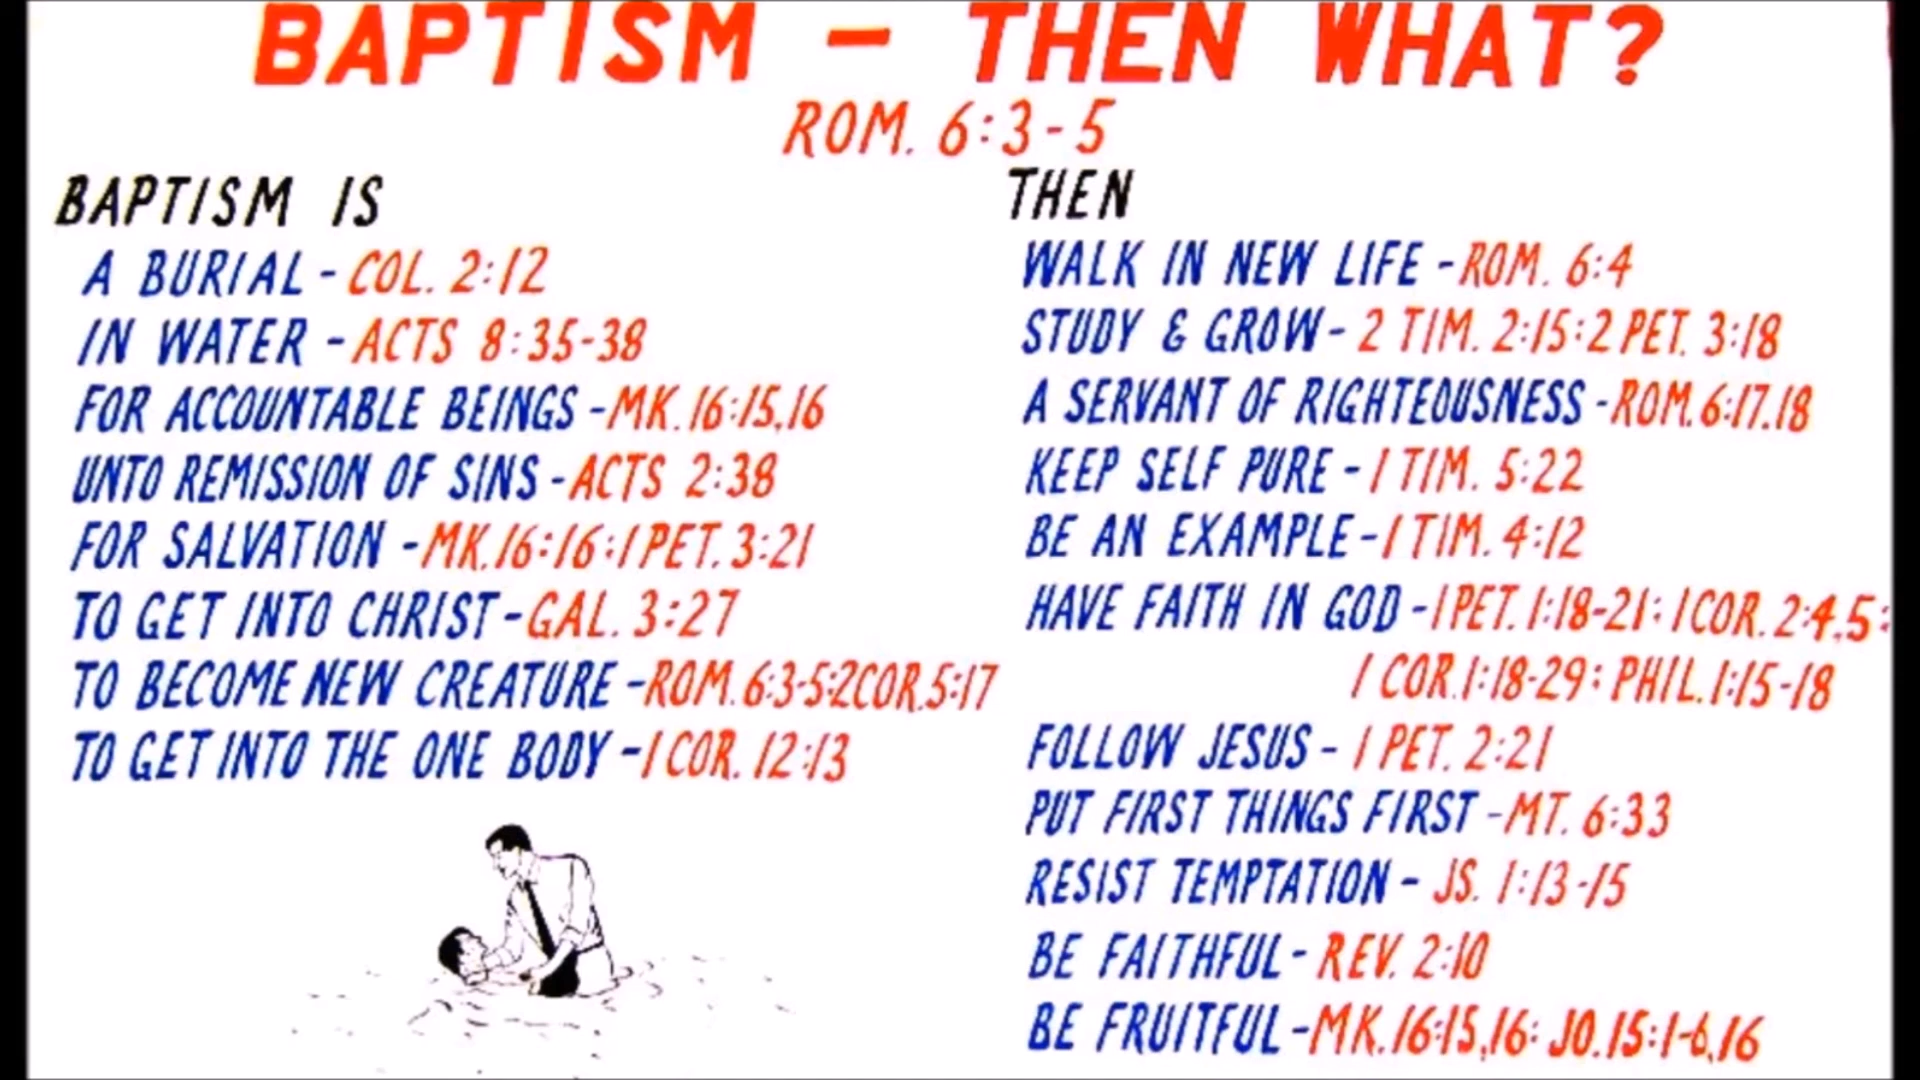 BAPTISM - THEN WHAT?
ROM. 6:3-5
BAPTISM IS
A BURIAL - COL. 2:12
IN WATER - ACTS 8:35-38
FOR ACCOUNTABLE BEINGS - MK. 16:15,16
UNTO REMISSION OF SINS - ACTS 2:38
FOR SALVATION - MK. 16:16: 1 PET. 3:21
TO GET INTO CHRIST - GAL. 3:27
TO BECOME NEW CREATURE - ROM. 6:3-5: 2 COR. 5:17
TO GET INTO THE ONE BODY - 1 COR. 12:13
THEN
WALK IN NEW LIFE - ROM. 6:4
STUDY & GROW - 2 TIM. 2:15: 2 PET. 3:18
A SERVANT OF RIGHTEOUSNESS - ROM. 6:17.18
KEEP SELF PURE - 1 TIM. 5:22
BE AN EXAMPLE - 1 TIM. 4:12
HAVE FAITH IN GOD - 1 PET. 1:18-21: 1 COR. 2:4,5:
1 COR. 1:18-29: PHIL. 1:15-18
FOLLOW JESUS - 1 PET. 2:21
PUT FIRST THINGS FIRST - MT. 6:33
RESIST TEMPTATION - JS. 1:13-15
BE FAITHFUL - REV. 2:10
BE FRUITFUL - MK. 16:15,16: JO. 15:1-6,16